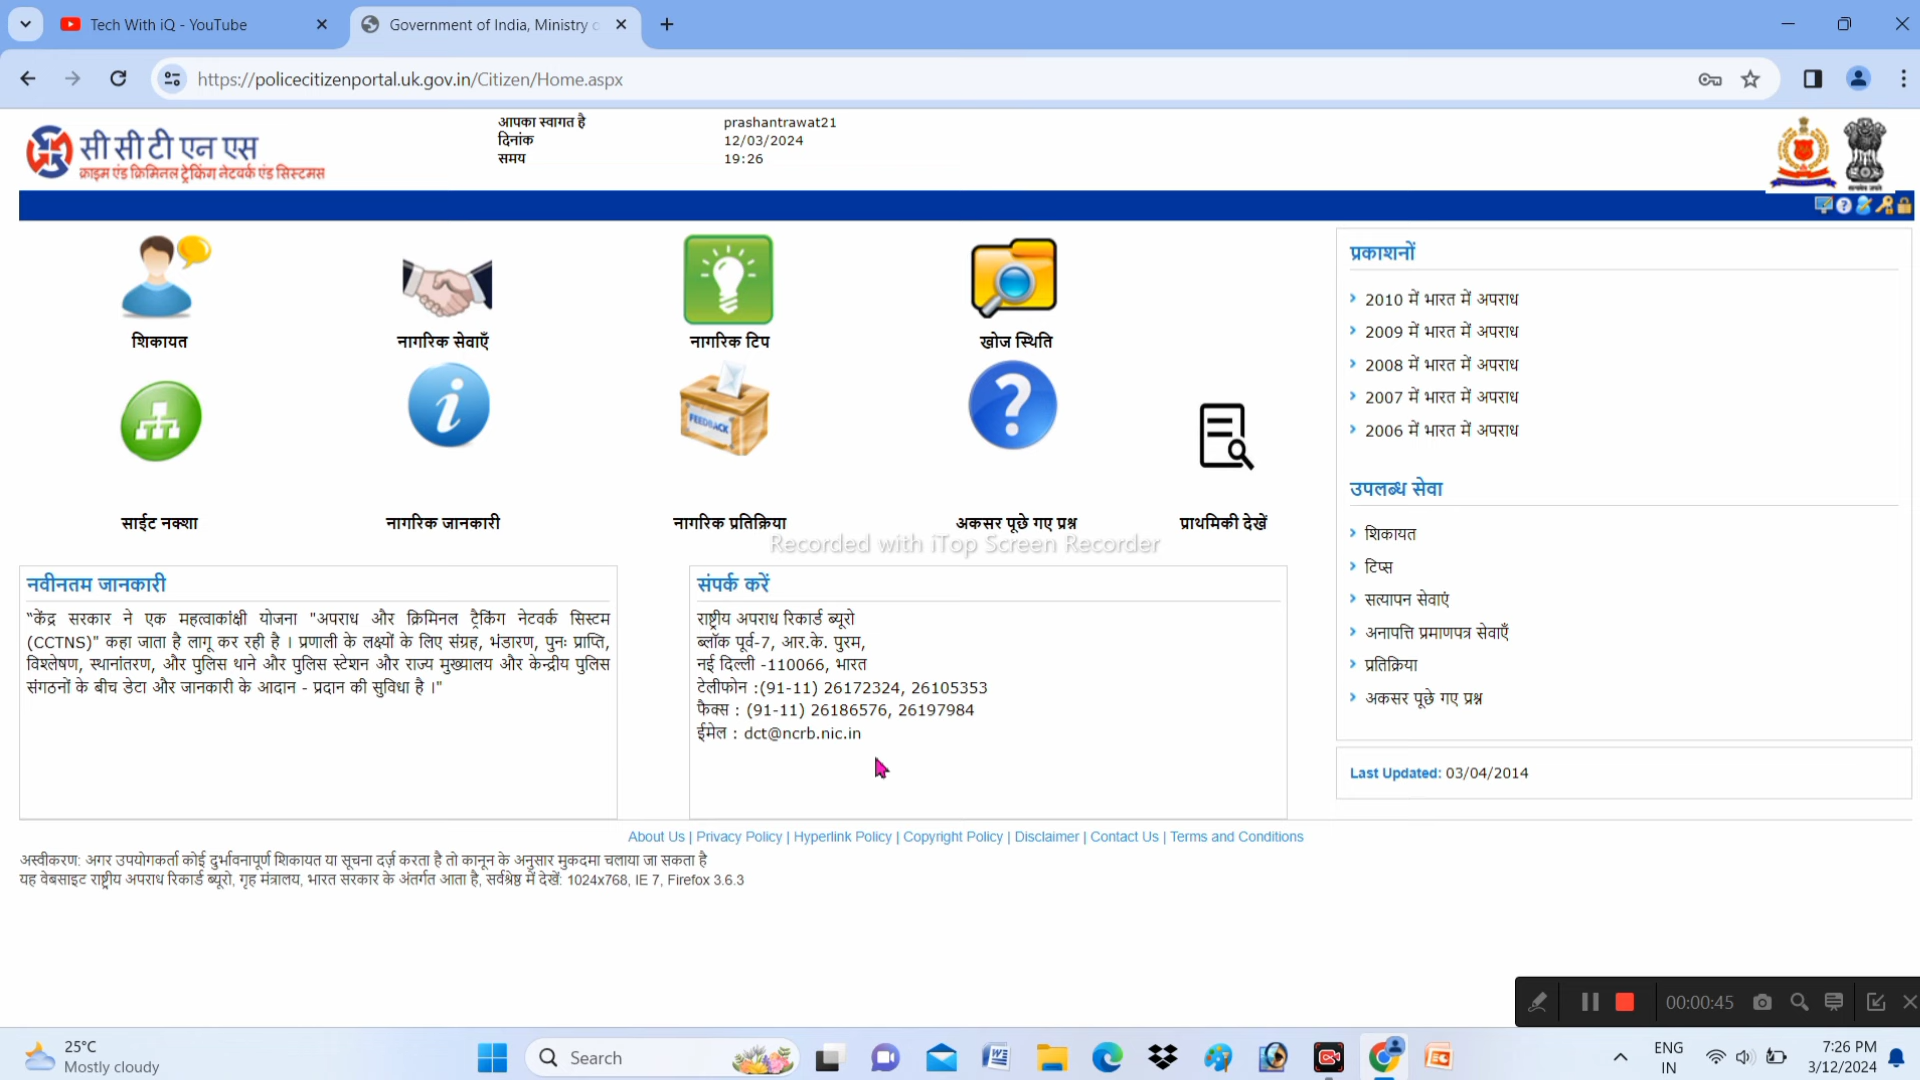 Tech With iQ - YouTube
Government of India, Ministry o
https://policecitizenportal.uk.gov.in/Citizen/Home.aspx
सी सी टी एन एस
क्राइम एंड क्रिमिनल ट्रेकिंग नेटवर्क एंड सिस्टमस
आपका स्वागत है prashantrawat21
दिनांक 12/03/2024
समय 19:26
शिकायत
नागरिक सेवाएँ
नागरिक टिप
खोज स्थिति
FEEDBACK
साईट नक्शा
नागरिक जानकारी
नागरिक प्रतिक्रिया
अकसर पूछे गए प्रश्न
प्राथमिकी देखें
Recorded with iTop Screen Recorder
नवीनतम जानकारी
"केंद्र सरकार ने एक महत्वाकांक्षी योजना "अपराध और क्रिमिनल ट्रैकिंग नेटवर्क सिस्टम
(CCTNS)" कहा जाता है लागू कर रही है । प्रणाली के लक्ष्यों के लिए संग्रह, भंडारण, पुनः प्राप्ति,
विश्लेषण, स्थानांतरण, और पुलिस थाने और पुलिस स्टेशन और राज्य मुख्यालय और केन्द्रीय पुलिस
संगठनों के बीच डेटा और जानकारी के आदान - प्रदान की सुविधा है ।"
संपर्क करें
राष्ट्रीय अपराध रिकार्ड ब्यूरो
ब्लॉक पूर्व-7, आर.के. पुरम,
नई दिल्ली -110066, भारत
टेलीफोन :(91-11) 26172324, 26105353
फैक्स : (91-11) 26186576, 26197984
ईमेल : dct@ncrb.nic.in
प्रकाशनों
2010 में भारत में अपराध
2009 में भारत में अपराध
2008 में भारत में अपराध
2007 में भारत में अपराध
2006 में भारत में अपराध
उपलब्ध सेवा
शिकायत
टिप्स
सत्यापन सेवाएं
अनापत्ति प्रमाणपत्र सेवाएँ
प्रतिक्रिया
अकसर पूछे गए प्रश्न
Last Updated: 03/04/2014
About Us | Privacy Policy | Hyperlink Policy | Copyright Policy | Disclaimer | Contact Us | Terms and Conditions
अस्वीकरण: अगर उपयोगकर्ता कोई दुर्भावनापूर्ण शिकायत या सूचना दर्ज़ करता है तो कानून के अनुसार मुकदमा चलाया जा सकता है
यह वेबसाइट राष्ट्रीय अपराध रिकार्ड ब्यूरो, गृह मंत्रालय, भारत सरकार के अंतर्गत आता है, सर्वश्रेष्ठ में देखें: 1024x768, IE 7, Firefox 3.6.3
00:00:45
25°C
Mostly cloudy
Search
ENG
IN
7:26 PM
3/12/2024